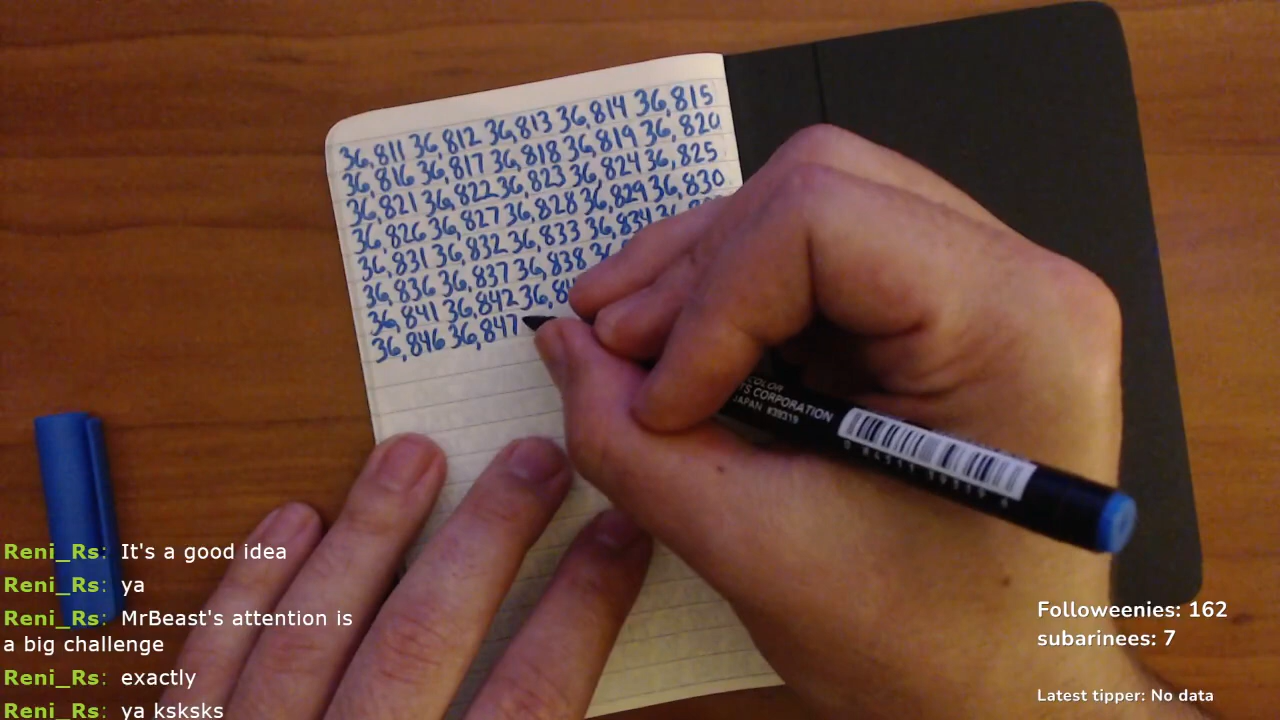 36,811 36,812 36,813 36,814 36,815
36,816 36,817 36,818 36,819 36,820
36,821 36,822 36,823 36,824 36,825
36,826 36,827 36,828 36,829 36,830
36,831 36,832 36,833 36,834
36,836 36,837 36,838
36,841 36,842
36,846 36,847
CORPORATION
JAPAN #39319
Reni_Rs: It's a good idea
Reni_Rs: ya
Reni_Rs: MrBeast's attention is
a big challenge
Reni_Rs: exactly
Reni_Rs: ya ksksks
Followeenies: 162
subarinees: 7
Latest tipper: No data